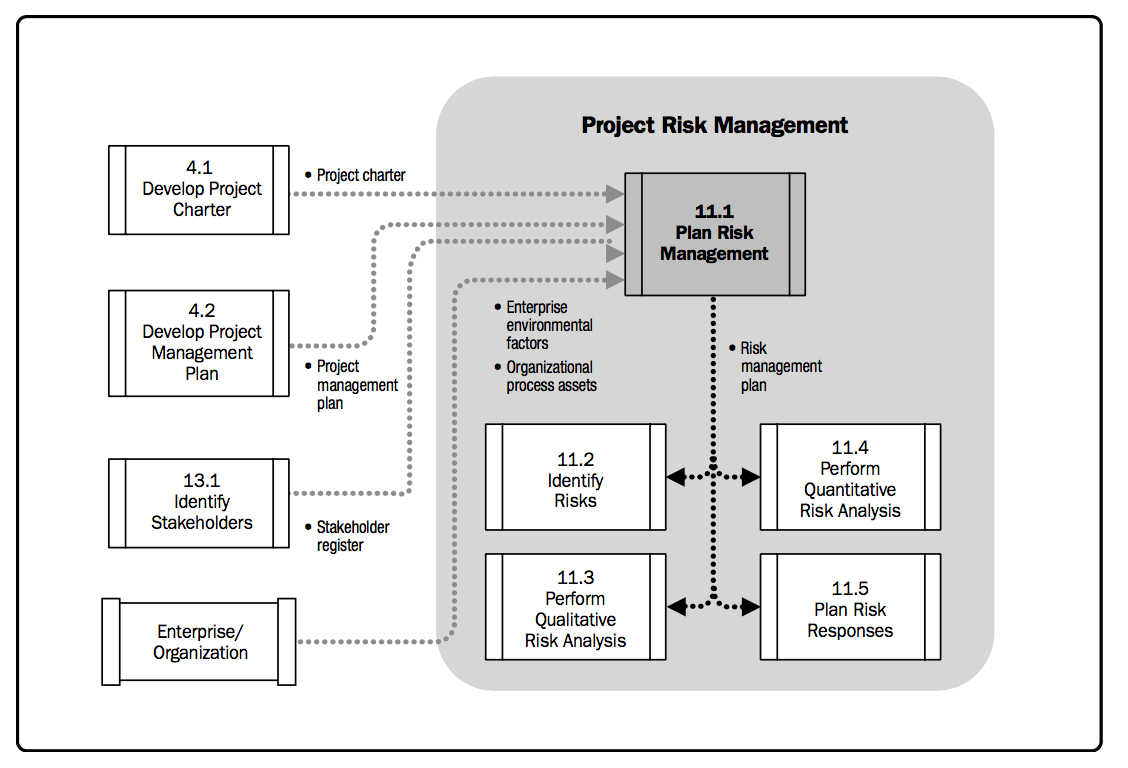 Project Risk Management
4.1
Develop Project
Charter
• Project charter
11.1
Plan Risk
Management
4.2
Develop Project
Management
Plan
• Project
management
plan
• Enterprise
environmental
factors
• Organizational
process assets
• Risk
management
plan
13.1
Identify
Stakeholders
• Stakeholder
register
Enterprise/
Organization
11.2
Identify
Risks
11.4
Perform
Quantitative
Risk Analysis
11.3
Perform
Qualitative
Risk Analysis
11.5
Plan Risk
Responses